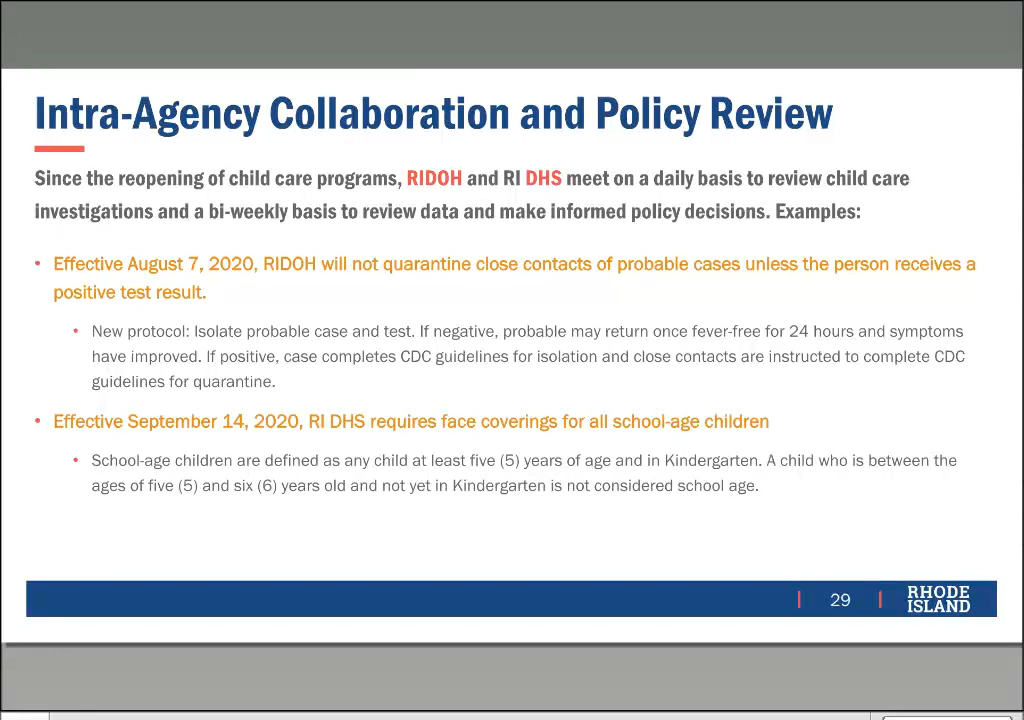 Intra-Agency Collaboration and Policy Review
Since the reopening of child care programs, RIDOH and RI DHS meet on a daily basis to review child care
investigations and a bi-weekly basis to review data and make informed policy decisions. Examples:
• Effective August 7, 2020, RIDOH will not quarantine close contacts of probable cases unless the person receives a
positive test result.
• New protocol: Isolate probable case and test. If negative, probable may return once fever-free for 24 hours and symptoms
have improved. If positive, case completes CDC guidelines for isolation and close contacts are instructed to complete CDC
guidelines for quarantine.
• Effective September 14, 2020, RI DHS requires face coverings for all school-age children
• School-age children are defined as any child at least five (5) years of age and in Kindergarten. A child who is between the
ages of five (5) and six (6) years old and not yet in Kindergarten is not considered school age.
29
RHODE
ISLAND